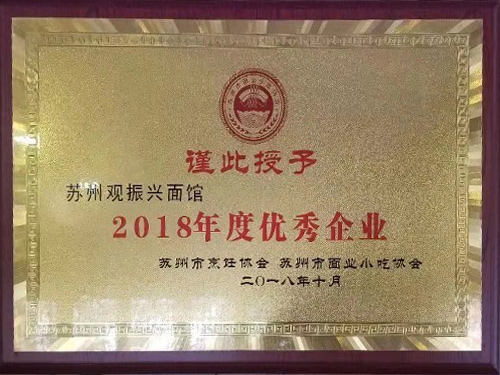 谨此授予
苏州观振兴面馆
2018年度优秀企业
苏州市烹饪协会 苏州市面业小吃协会
二〇一八年十月